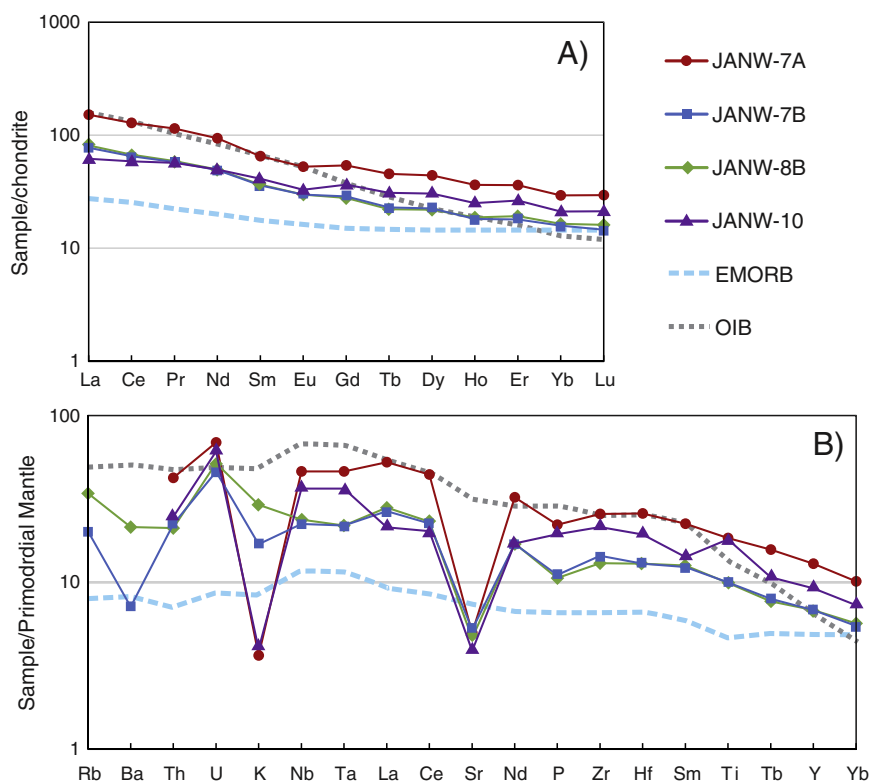 1000
100
10
1
Sample/chondrite
A)
La Ce Pr Nd Sm Eu Gd Tb Dy Ho Er Yb Lu
JANW-7A
JANW-7B
JANW-8B
JANW-10
EMORB
OIB
100
10
1
Sample/Primodrdial Mantle
B)
Rb Ba Th U K Nb Ta La Ce Sr Nd P Zr Hf Sm Ti Tb Y Yb